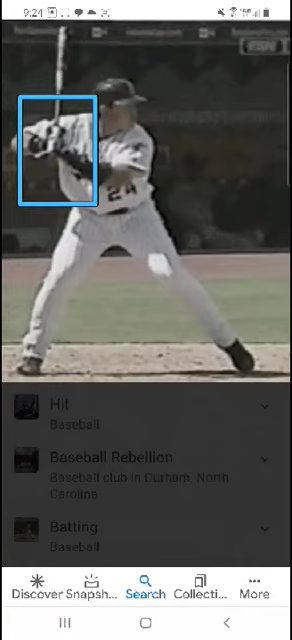 9:24
24
Hit
Baseball
Baseball Rebellion
Baseball club in Durham, North
Carolina
Batting
Baseball
Discover Snapsh... Search Collecti... More